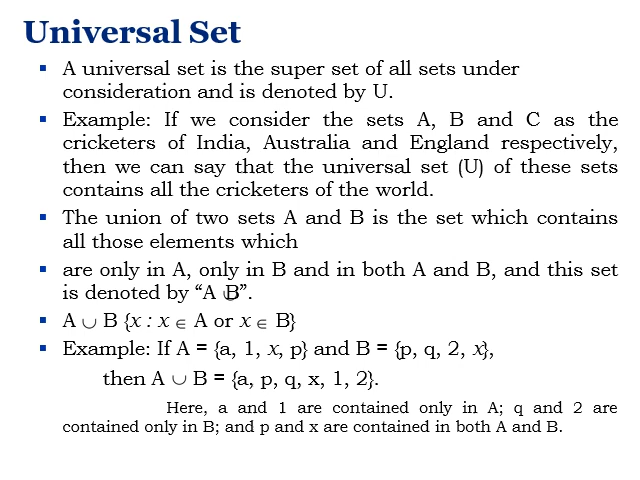 Universal Set
▪ A universal set is the super set of all sets under
consideration and is denoted by U.
▪ Example: If we consider the sets A, B and C as the
cricketers of India, Australia and England respectively,
then we can say that the universal set (U) of these sets
contains all the cricketers of the world.
▪ The union of two sets A and B is the set which contains
all those elements which
▪ are only in A, only in B and in both A and B, and this set
is denoted by “A ∪B”.
▪ A ∪ B {x : x ∈ A or x ∈ B}
▪ Example: If A = {a, 1, x, p} and B = {p, q, 2, x},
then A ∪ B = {a, p, q, x, 1, 2}.
Here, a and 1 are contained only in A; q and 2 are
contained only in B; and p and x are contained in both A and B.